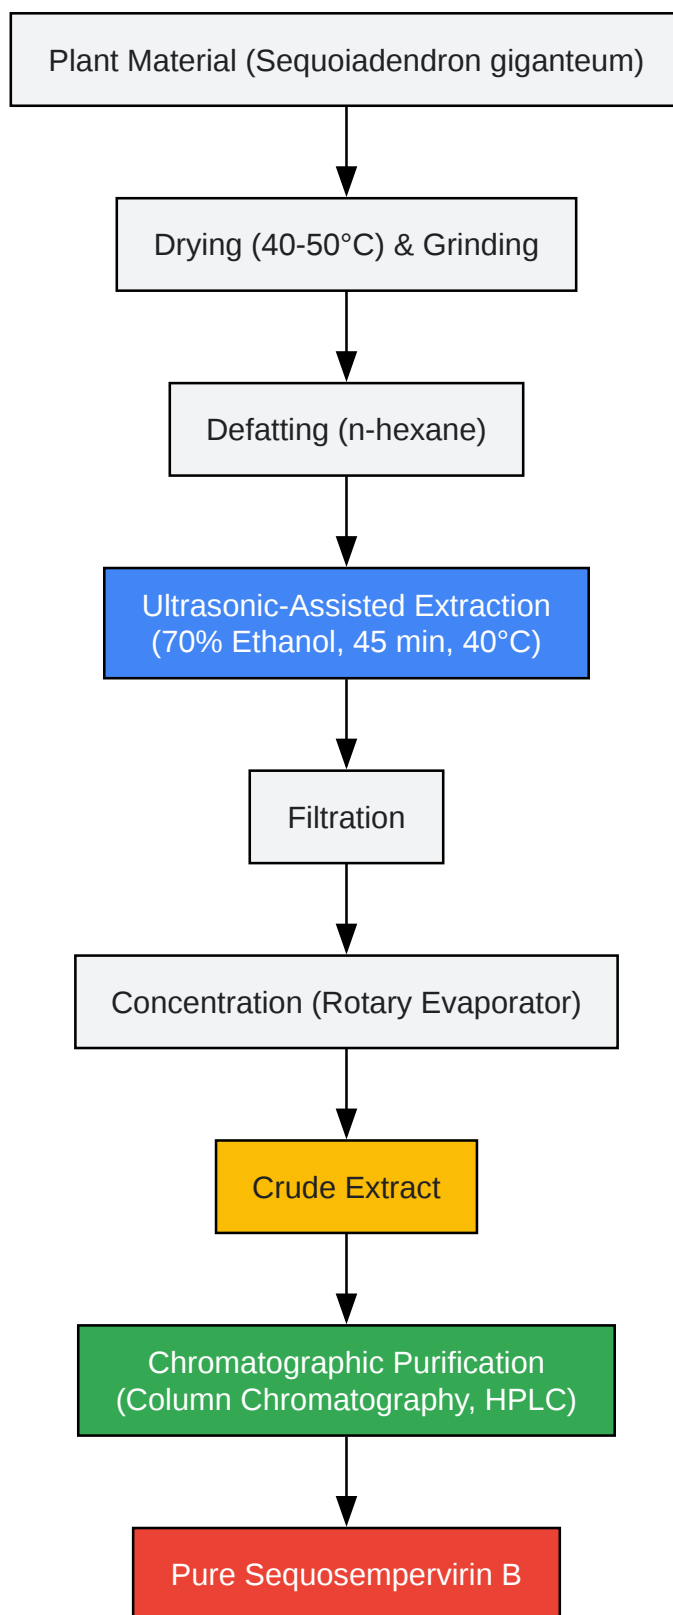 Plant Material (Sequoiadendron giganteum)
Drying (40-50°C) & Grinding
Defatting (n-hexane)
Ultrasonic-Assisted Extraction
(70% Ethanol, 45 min, 40°C)
Filtration
Concentration (Rotary Evaporator)
Crude Extract
Chromatographic Purification
(Column Chromatography, HPLC)
Pure Sequosempervirin B